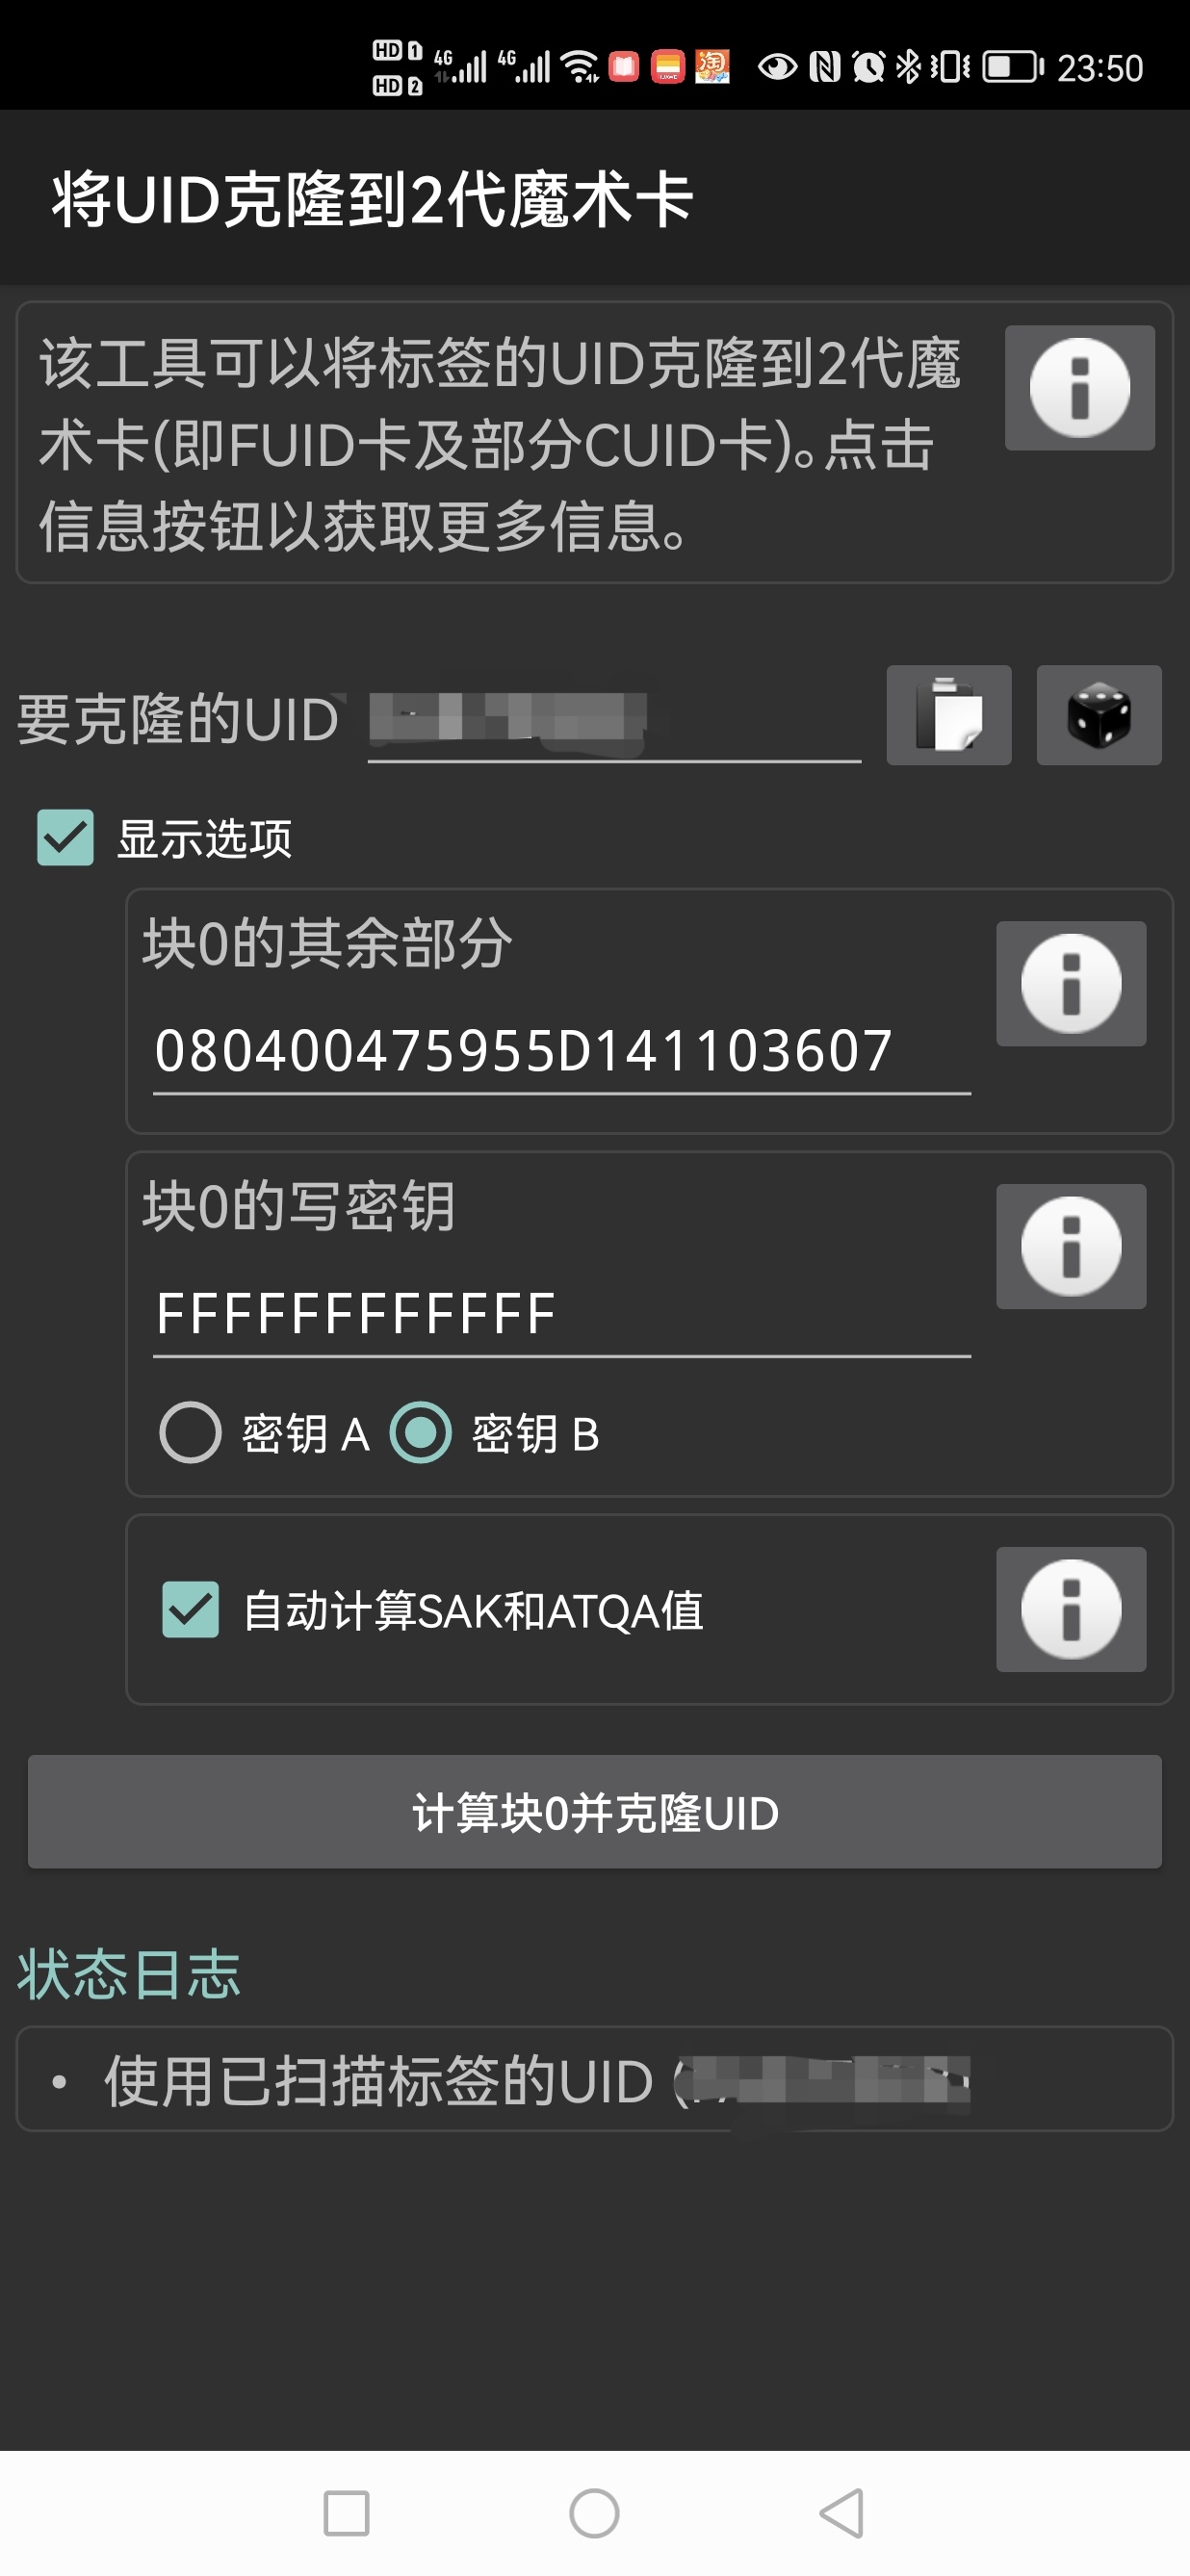 HD 1 4G 4G 23:50
HD 2
将UID克隆到2代魔术卡
该工具可以将标签的UID克隆到2代魔
术卡(即FUID卡及部分CUID卡)。点击
信息按钮以获取更多信息。
要克隆的UID
显示选项
块0的其余部分
080400475955D141103607
块0的写密钥
FFFFFFFFFFFF
密钥 A 密钥 B
自动计算SAK和ATQA值
计算块0并克隆UID
状态日志
• 使用已扫描标签的UID (